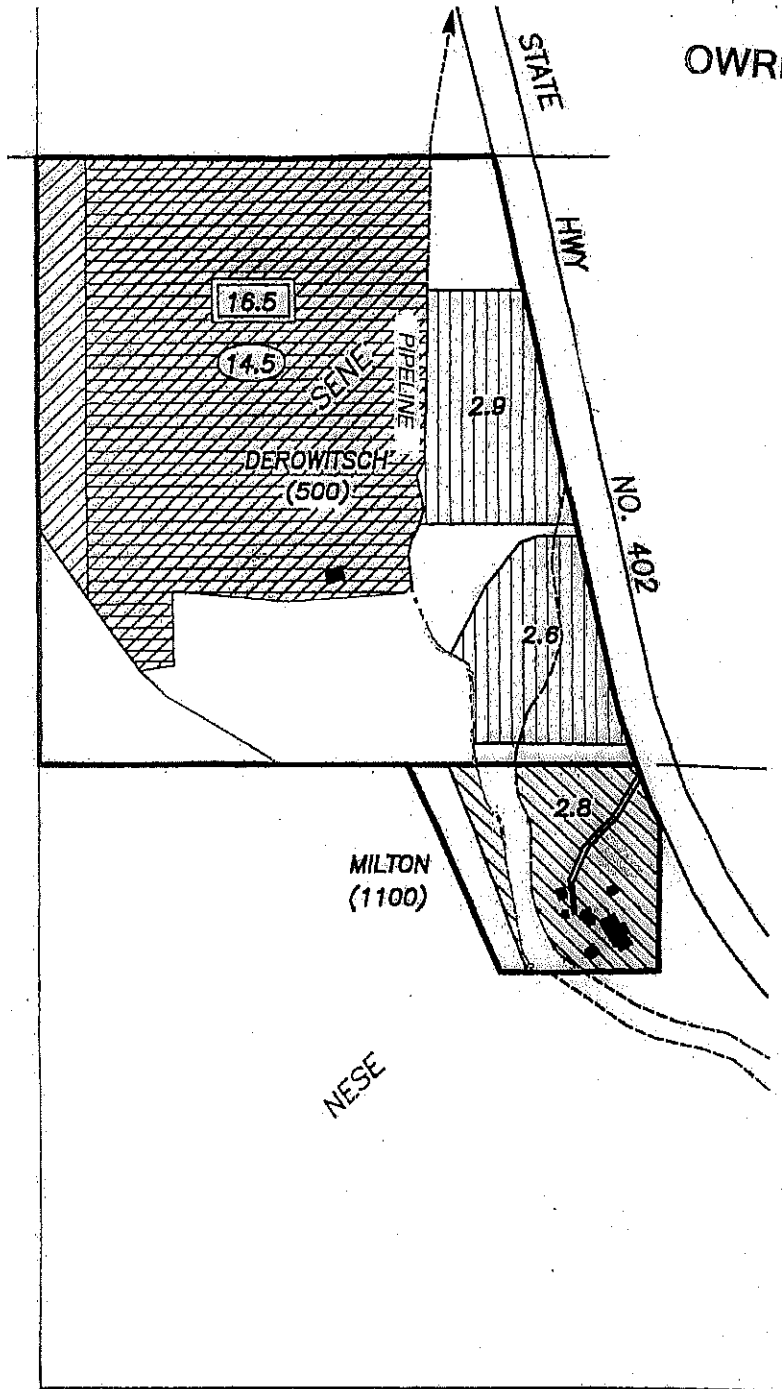 OWR
STATE
HWY
NO. 402
16.5
14.5
SENE
PIPELINE
2.9
DEROWITSCH
(500)
2.6
2.8
MILTON
(1100)
NESE